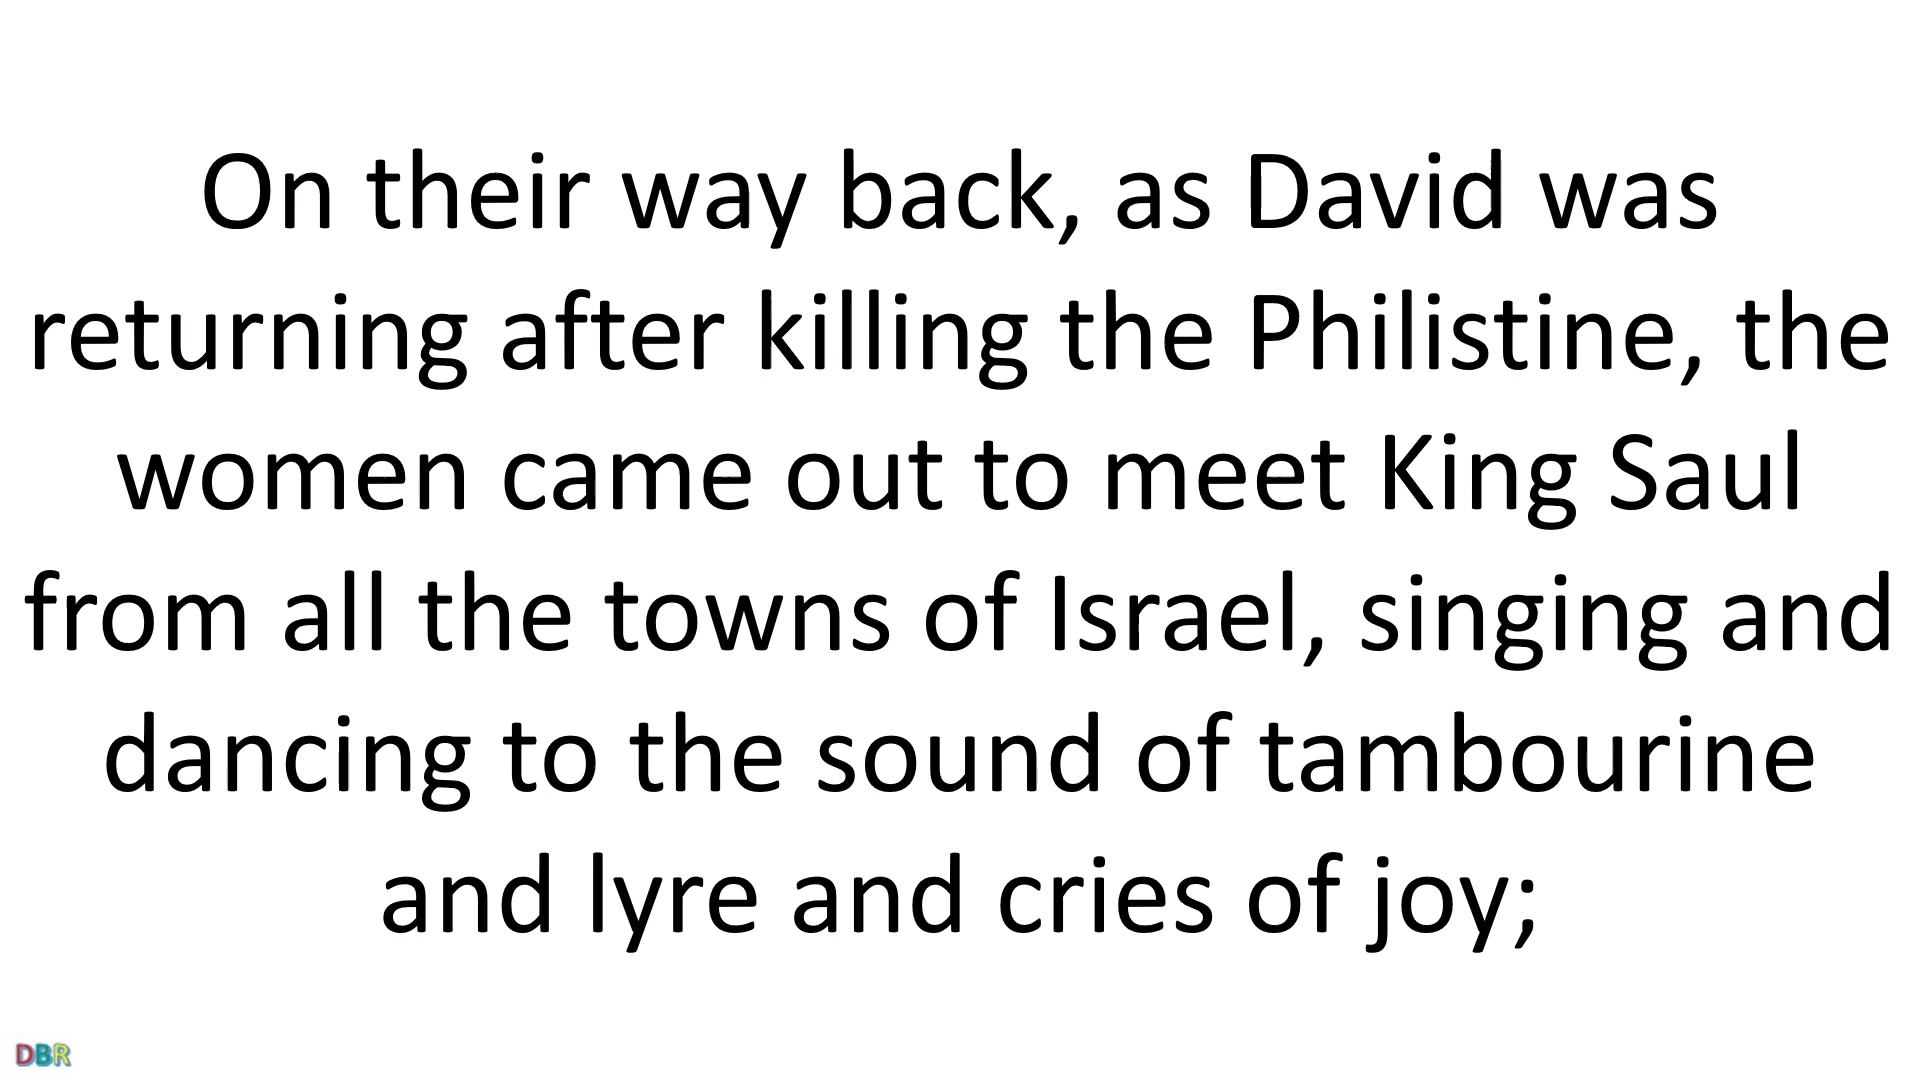 On their way back, as David was
returning after killing the Philistine, the
women came out to meet King Saul
from all the towns of Israel, singing and
dancing to the sound of tambourine
and lyre and cries of joy;
DBR